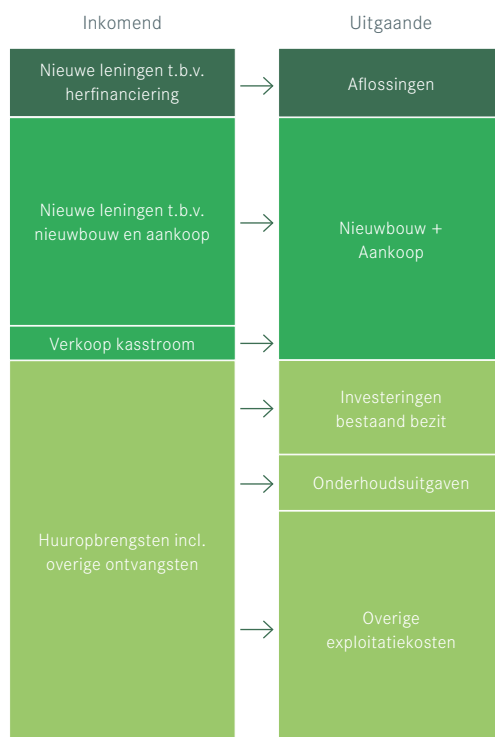 Inkomend
Uitgaande
Nieuwe leningen t.b.v.
herfinanciering
Aflossingen
Nieuwe leningen t.b.v.
nieuwbouw en aankoop
Nieuwbouw +
Aankoop
Verkoop kasstroom
Investeringen
bestaand bezit
Onderhoudsuitgaven
Huuropbrengsten incl.
overige ontvangsten
Overige
exploitatiekosten